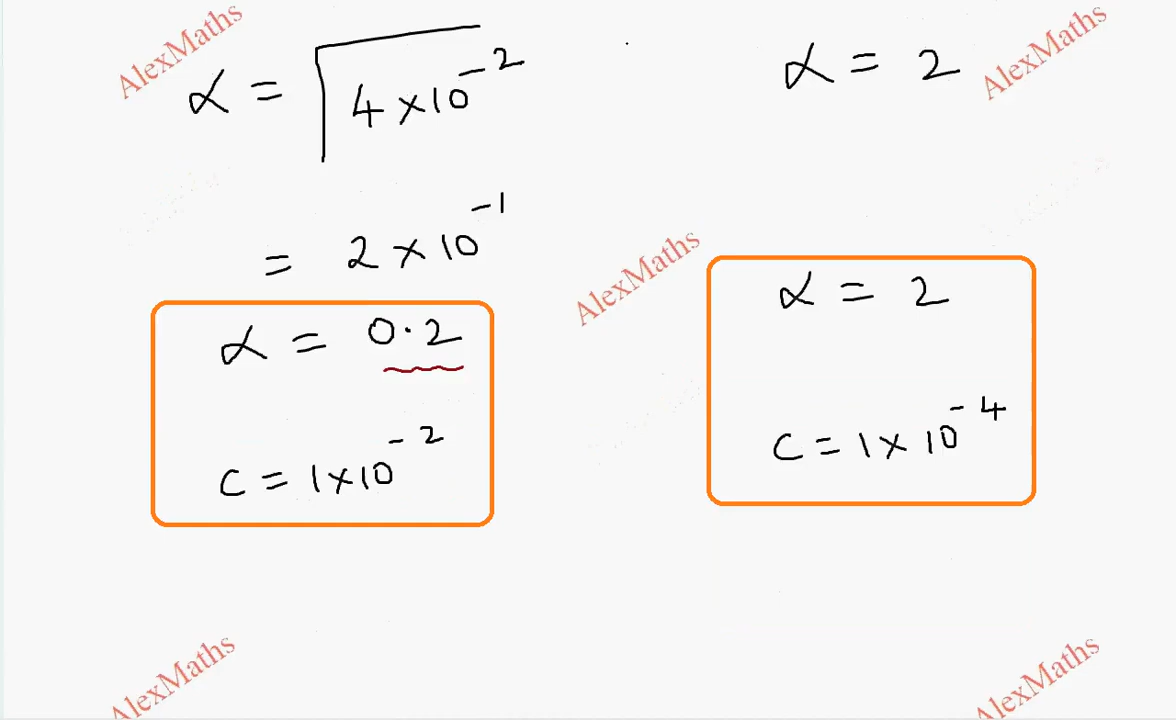 AlexMaths
AlexMaths
α = √4×10⁻²
α = 2
= 2×10⁻¹
AlexMaths
α = 0.2
α = 2
C = 1×10⁻²
C = 1×10⁻⁴
AlexMaths
AlexMaths